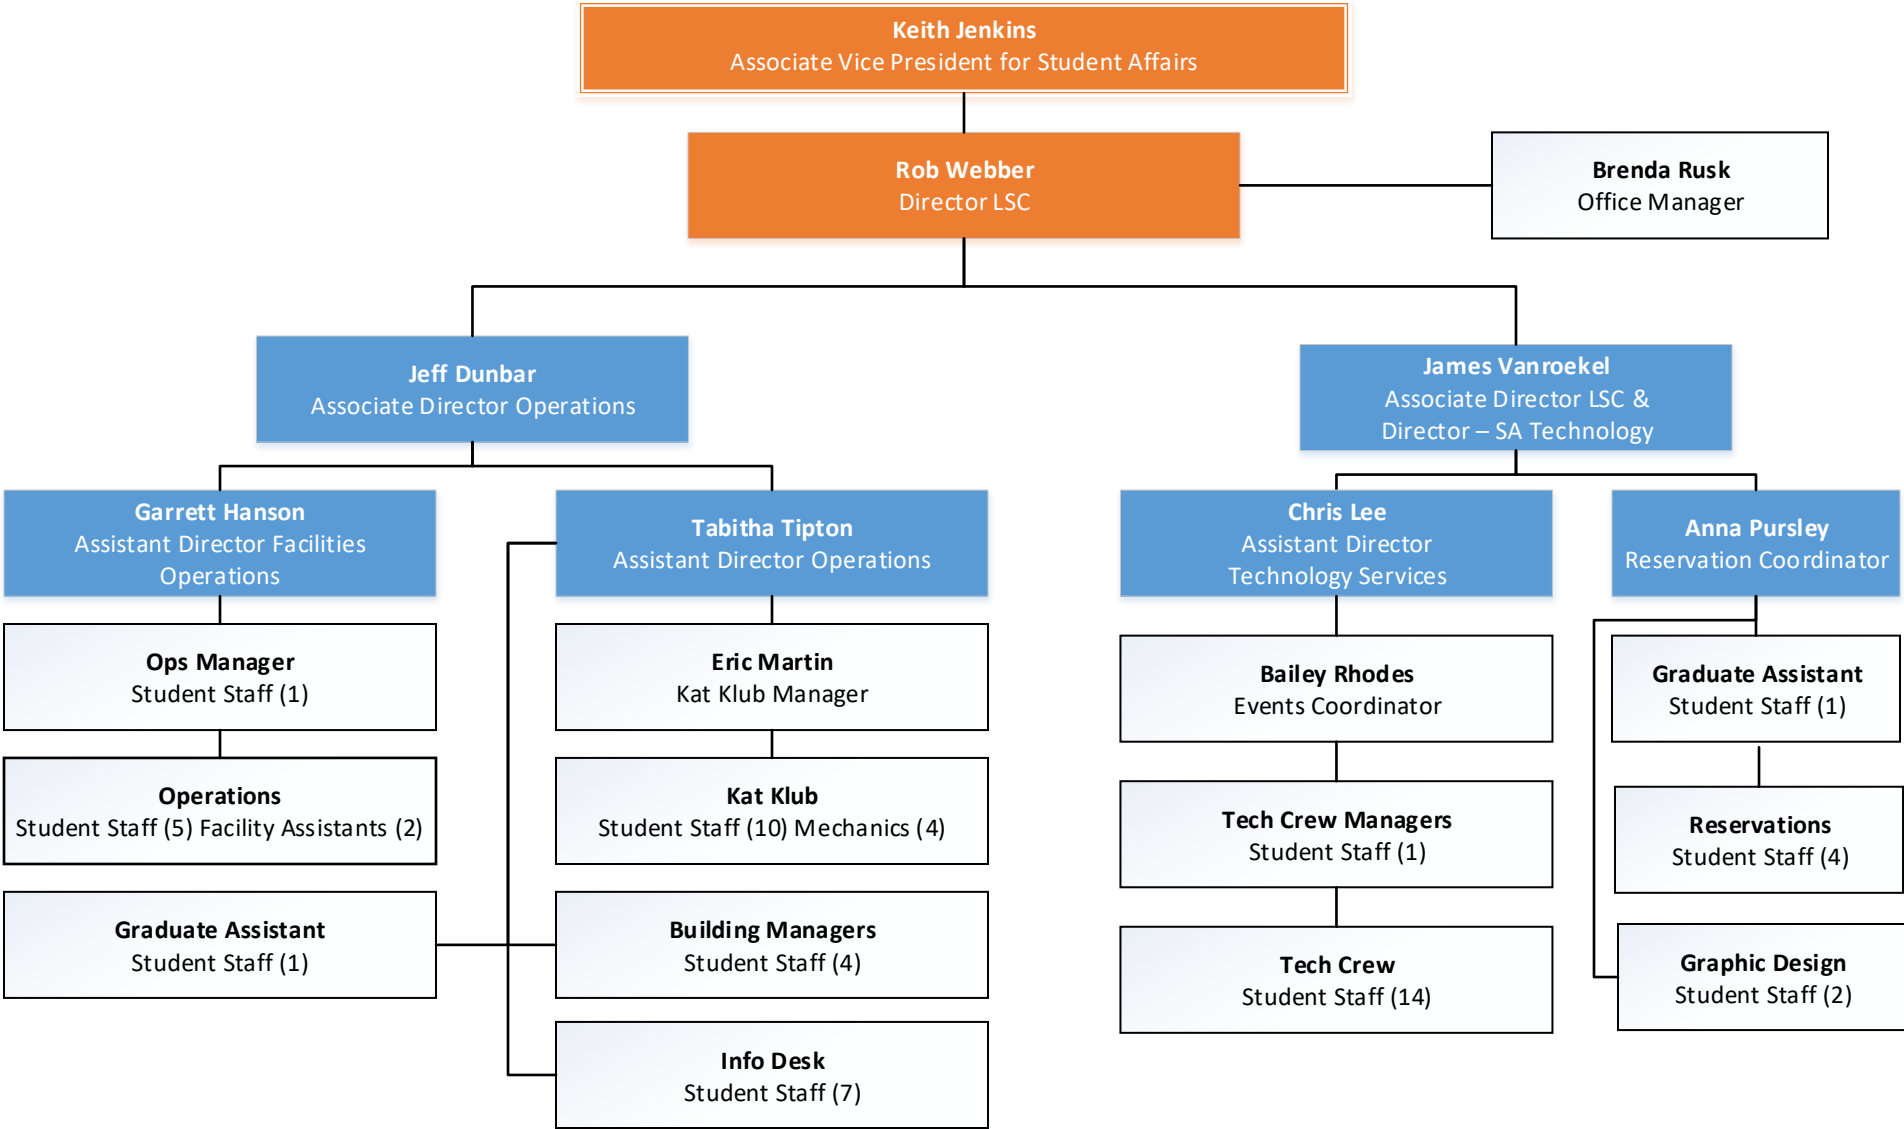 Keith Jenkins
Associate Vice President for Student Affairs
Rob Webber
Director LSC
Brenda Rusk
Office Manager
Jeff Dunbar
Associate Director Operations
James Vanroekel
Associate Director LSC &
Director – SA Technology
Garrett Hanson
Assistant Director Facilities
Operations
Tabitha Tipton
Assistant Director Operations
Chris Lee
Assistant Director
Technology Services
Anna Pursley
Reservation Coordinator
Ops Manager
Student Staff (1)
Eric Martin
Kat Klub Manager
Bailey Rhodes
Events Coordinator
Graduate Assistant
Student Staff (1)
Operations
Student Staff (5) Facility Assistants (2)
Kat Klub
Student Staff (10) Mechanics (4)
Tech Crew Managers
Student Staff (1)
Reservations
Student Staff (4)
Graduate Assistant
Student Staff (1)
Building Managers
Student Staff (4)
Tech Crew
Student Staff (14)
Graphic Design
Student Staff (2)
Info Desk
Student Staff (7)